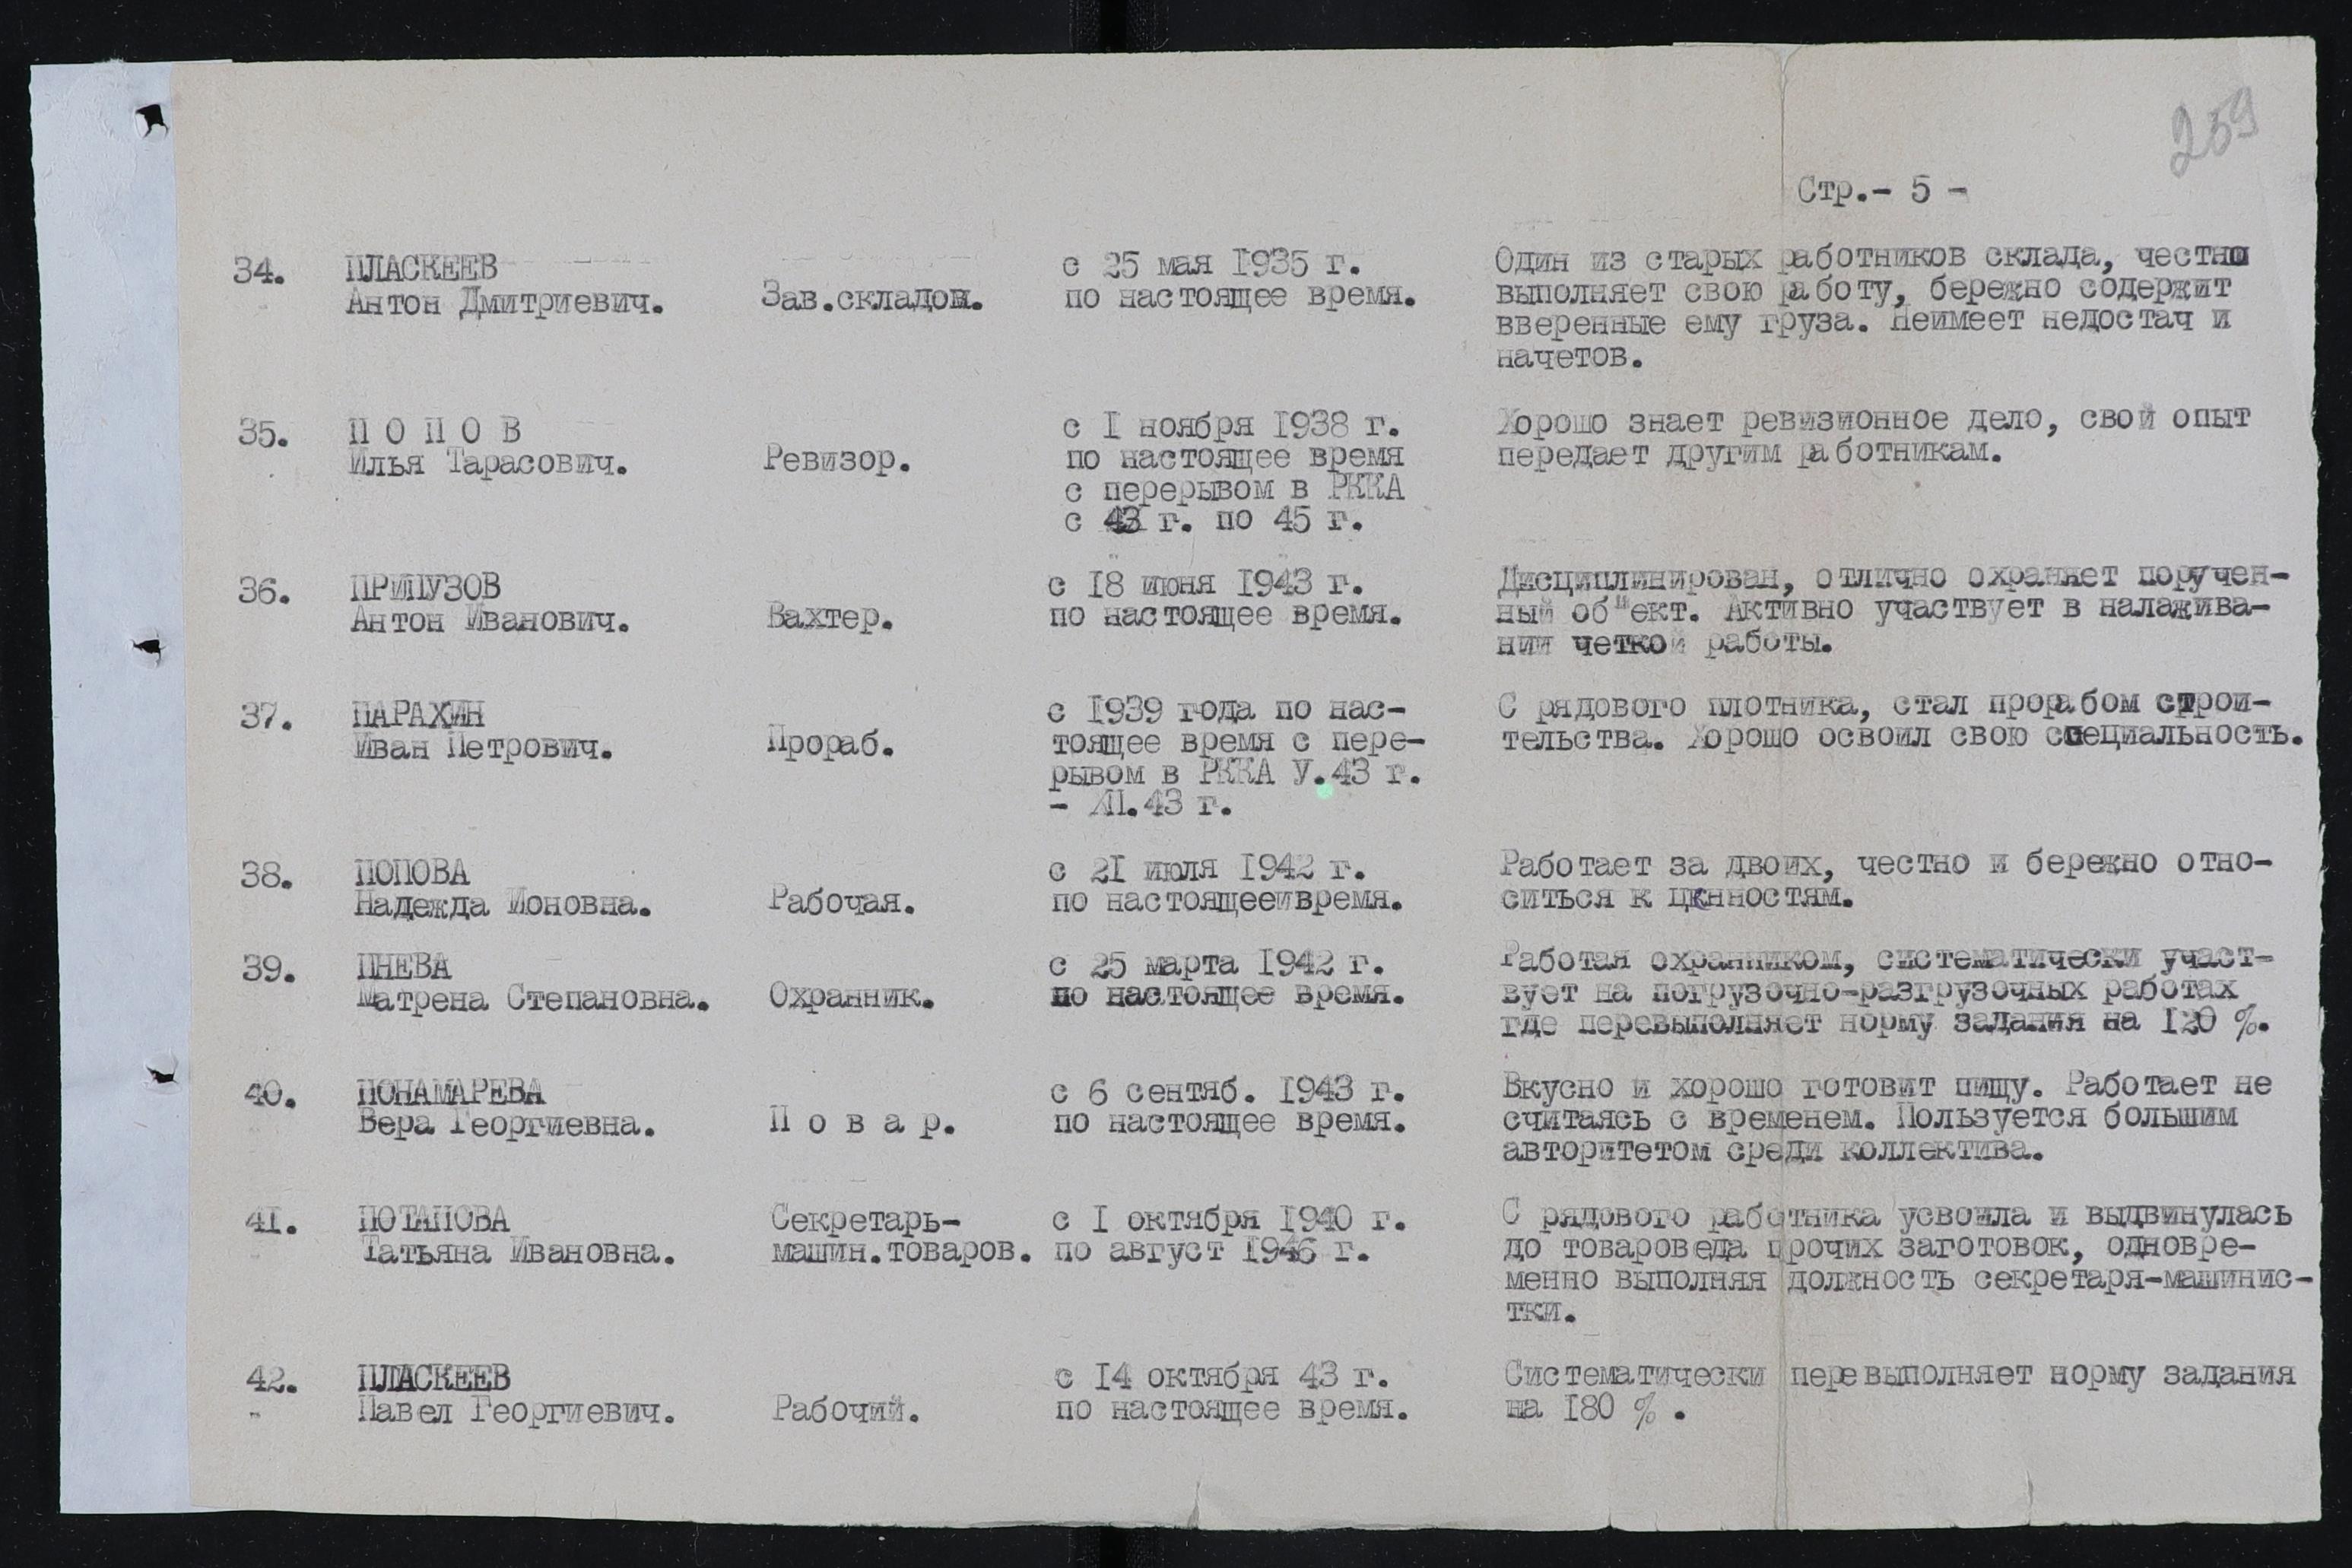 259
Стр.- 5 -
34. ПЛАСКЕЕВ
Антон Дмитриевич.
Зав.складом.
с 25 мая 1935 г.
по настоящее время.
Один из старых работников склада, честно
выполняет свою работу, бережно содержит
вверенные ему груза. Неимеет недостач и
начетов.
35. П О П О В
Илья Тарасович.
Ревизор.
с 1 ноября 1938 г.
по настоящее время
с перерывом в РККА
с 43 г. по 45 г.
Хорошо знает ревизионное дело, свой опыт
передает другим работникам.
36. ПРИПУЗОВ
Антон Иванович.
Вахтер.
с 18 июня 1943 г.
по настоящее время.
Дисциплинирован, отлично охраняет поручен-
ный об"ект. Активно участвует в налажива-
нии четкой работы.
37. ПАРАХИН
Иван Петрович.
Прораб.
с 1939 года по нас-
тоящее время с пере-
рывом в РККА У.43 г.
- ХП.43 г.
С рядового плотника, стал прорабом строи-
тельства. Хорошо освоил свою специальность.
38. ПОПОВА
Надежда Ионовна.
Рабочая.
с 21 июля 1942 г.
по настоящееивремя.
Работает за двоих, честно и бережно отно-
ситься к цкнностям.
39. ПНЕВА
Матрена Степановна.
Охранник.
с 25 марта 1942 г.
по настоящее время.
Работая охранником, систематически участ-
вует на погрузочно-разгрузочных работах
где перевыполняет норму задания на 120 %.
40. ПОНАМАРЕВА
Вера Георгиевна.
П о в а р.
с 6 сентяб. 1943 г.
по настоящее время.
Вкусно и хорошо готовит пищу. Работает не
считаясь с временем. Пользуется большим
авторитетом среди коллектива.
41. ПОТАПОВА
Татьяна Ивановна.
Секретарь-
машин.товаров.
с 1 октября 1940 г.
по август 1946 г.
С рядового работника усвоила и выдвинулась
до товароведа прочих заготовок, одновре-
менно выполняя должность секретаря-машинис-
тки.
42. ПЛАСКЕЕВ
Павел Георгиевич.
Рабочий.
с 14 октября 43 г.
по настоящее время.
Систематически перевыполняет норму задания
на 180 % .